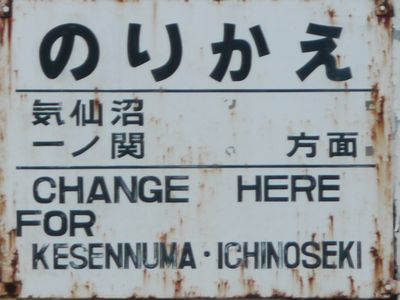 のりかえ
気仙沼
一ノ関 方面
CHANGE HERE
FOR
KESENNUMA・ICHINOSEKI